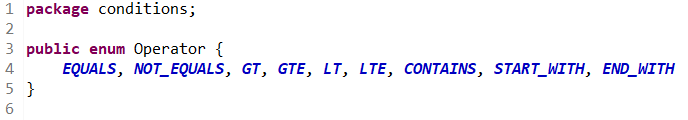 1 package conditions;
2
3 public enum Operator {
4     EQUALS, NOT_EQUALS, GT, GTE, LT, LTE, CONTAINS, START_WITH, END_WITH
5 }
6